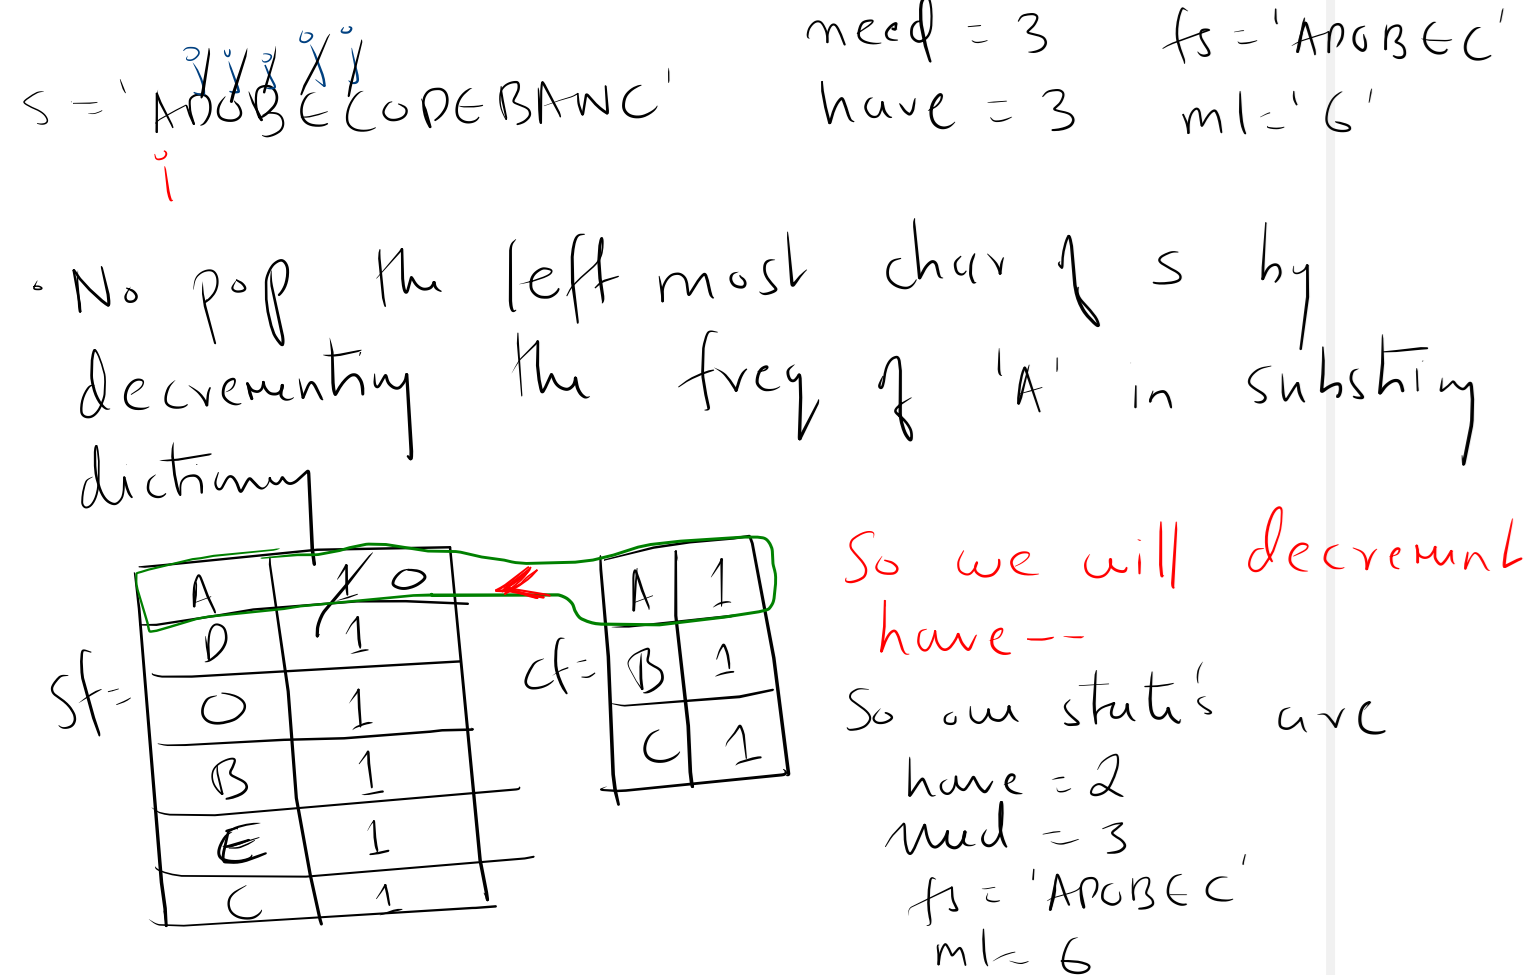 need = 3 fs = 'ADOBEC'
s = 'ADOBECODEBANC' have = 3 ml = '6'
i
• No pop the left most char of s by
decrementing the freq of 'A' in substring
dictionary
A 1 0 A 1 So we will decrement
D 1 have--
sf= cf= B 1
O 1 C 1 So our state's are
B 1 have = 2
E 1 need = 3
C 1 fs = 'ADOBEC'
ml = 6